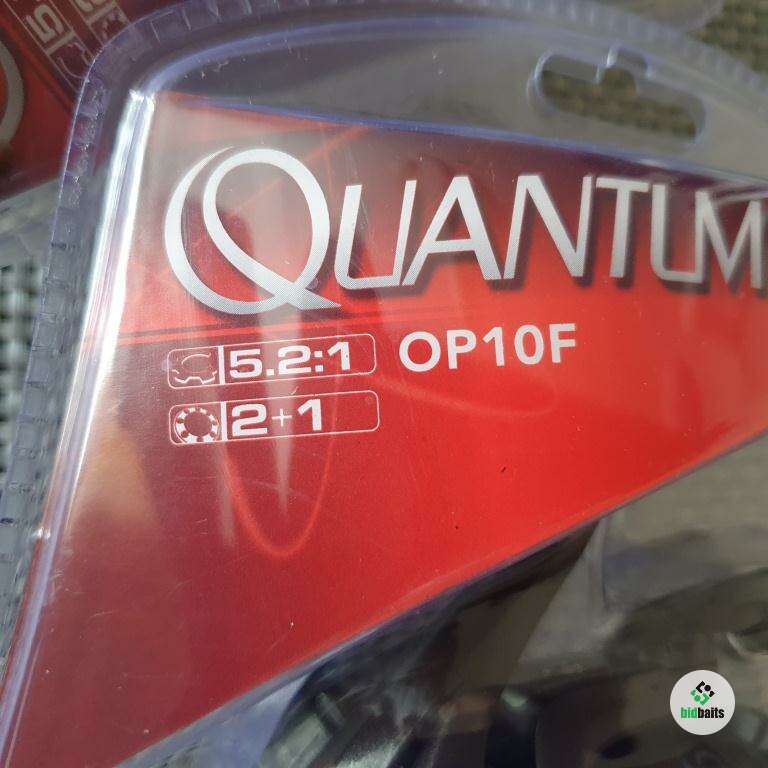 QUANTUM
5.2:1 OP10F
2+1
bidbaits